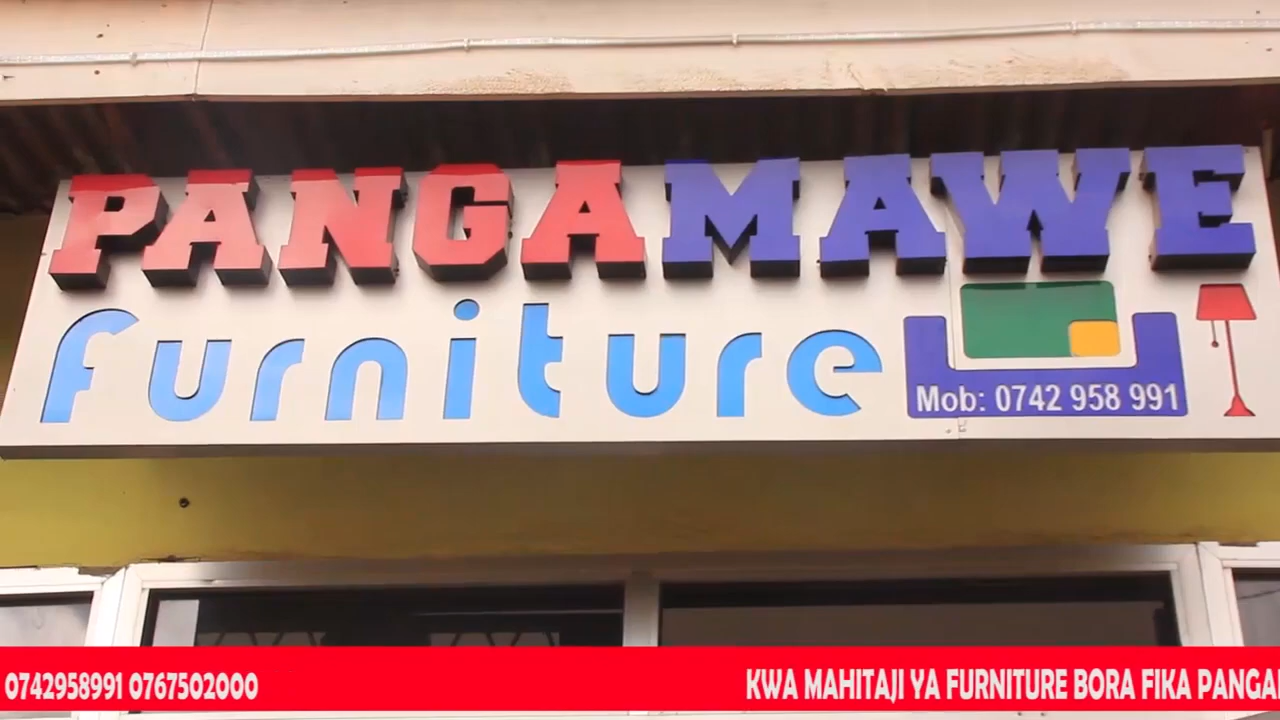 PANGAMAWE
furniture
Mob: 0742 958 991
0742958991 0767502000
KWA MAHITAJI YA FURNITURE BORA FIKA